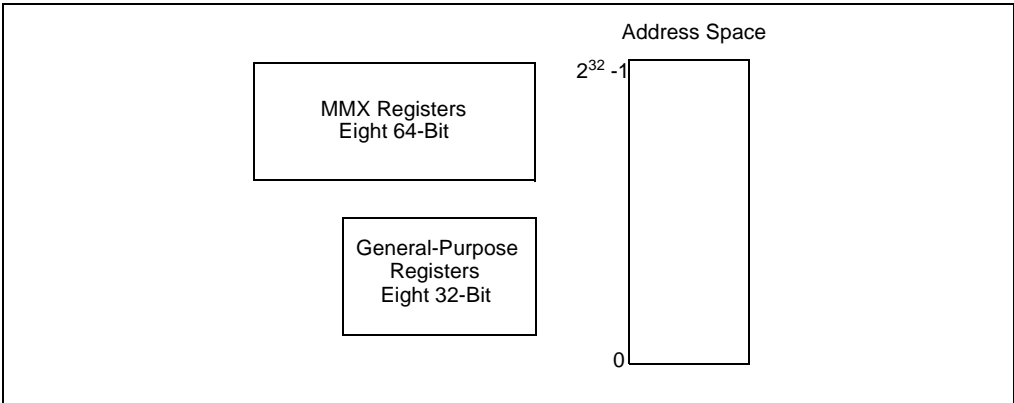 Address Space
2³² -1
MMX Registers
Eight 64-Bit
General-Purpose
Registers
Eight 32-Bit
0